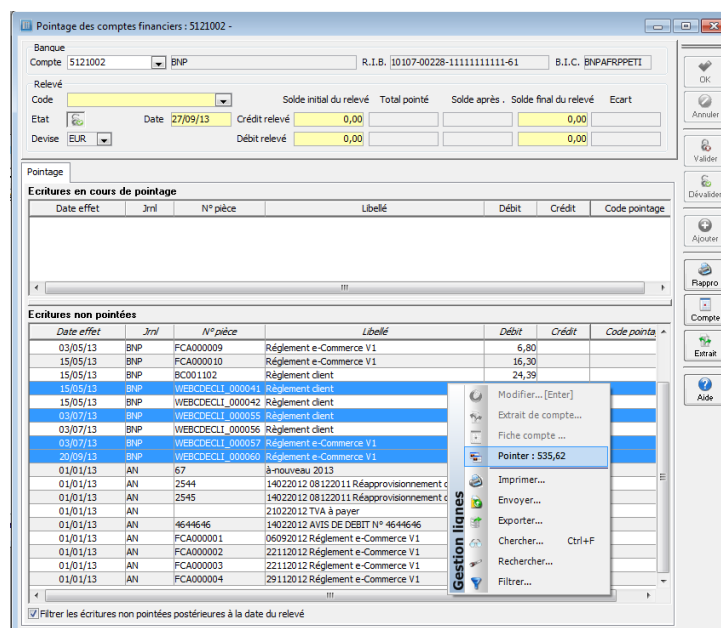 Pointage des comptes financiers : 5121002 -
Banque
Compte 5121002 BNP R.I.B. 10107-00228-11111111111-61 B.I.C. BNPAFRPPETI
Relevé
Code Solde initial du relevé Total pointé Solde après . Solde final du relevé Ecart
Etat Date 27/09/13 Crédit relevé 0,00 0,00
Devise EUR Débit relevé 0,00 0,00
Pointage
Ecritures en cours de pointage
Date effet Jrnl N° pièce Libellé Débit Crédit Code pointage
Ecritures non pointées
Date effet Jrnl N° pièce Libellé Débit Crédit Code pointa
03/05/13 BNP FCA000009 Réglement e-Commerce V1 6,80
15/05/13 BNP FCA000010 Réglement e-Commerce V1 16,30
15/05/13 BNP BC001102 Règlement client 24,39
15/05/13 BNP WEBCDECLI_000041 Règlement client
15/05/13 BNP WEBCDECLI_000042 Règlement client
03/07/13 BNP WEBCDECLI_000055 Règlement client
03/07/13 BNP WEBCDECLI_000056 Règlement client
03/07/13 BNP WEBCDECLI_000057 Réglement e-Commerce V1
20/09/13 BNP WEBCDECLI_000060 Réglement e-Commerce V1
01/01/13 AN 67 à-nouveau 2013
01/01/13 AN 2544 14022012 08122011 Réapprovisionnement
01/01/13 AN 2545 14022012 08122011 Réapprovisionnement
01/01/13 AN 21022012 TVA à payer
01/01/13 AN 4644646 14022012 AVIS DE DEBIT N° 4644646
01/01/13 AN FCA000001 06092012 Réglement e-Commerce V1
01/01/13 AN FCA000002 22112012 Réglement e-Commerce V1
01/01/13 AN FCA000003 22112012 Réglement e-Commerce V1
01/01/13 AN FCA000004 29112012 Réglement e-Commerce V1
Filtrer les écritures non pointées postérieures à la date du relevé
Gestion lignes
Modifier... [Enter]
Extrait de compte...
Fiche compte ...
Pointer : 535,62
Imprimer...
Envoyer...
Exporter...
Chercher... Ctrl+F
Rechercher...
Filtrer...
OK
Annuler
Valider
Dévalider
Ajouter
Rappro
Compte
Extrait
Aide